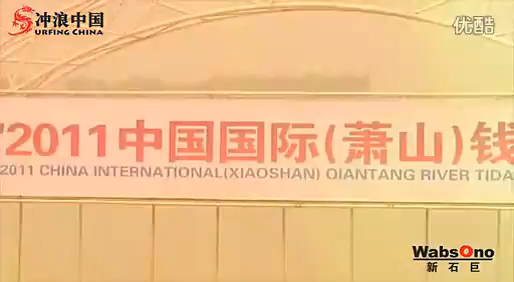 冲浪中国
URFING CHINA
优酷
'2011中国国际(萧山)钱
2011 CHINA INTERNATIONAL(XIAOSHAN) QIANTANG RIVER TIDA
WabsOno
新石巨